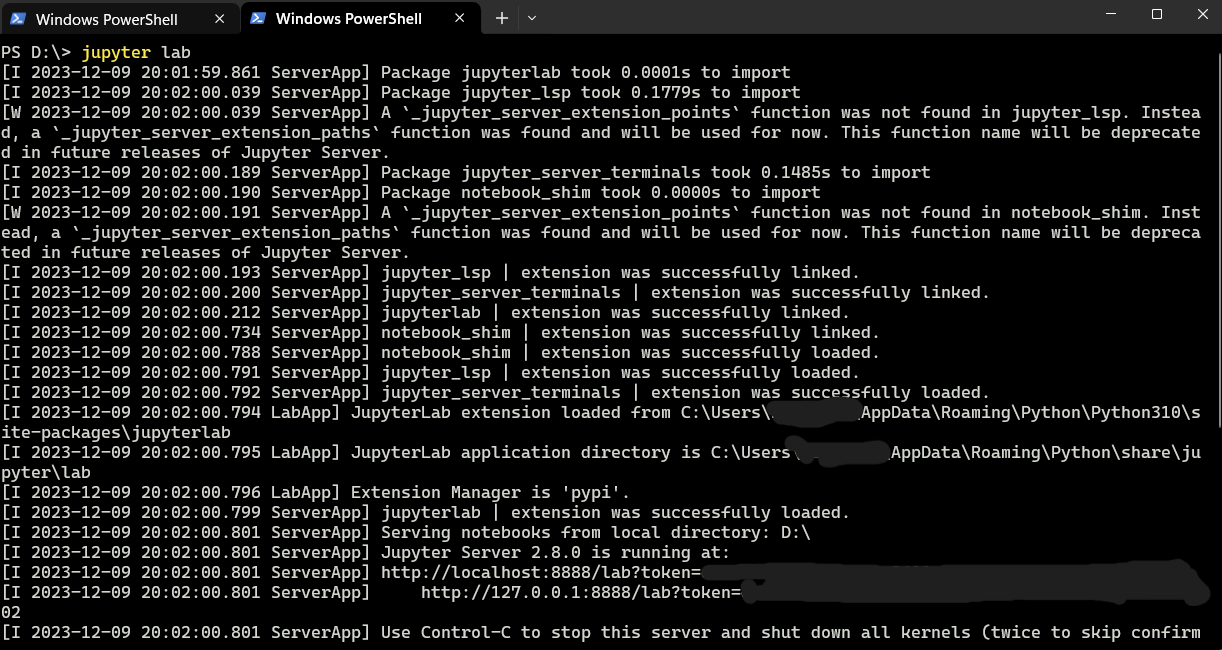 Windows PowerShell
Windows PowerShell
PS D:\> jupyter lab
[I 2023-12-09 20:01:59.861 ServerApp] Package jupyterlab took 0.0001s to import
[I 2023-12-09 20:02:00.039 ServerApp] Package jupyter_lsp took 0.1779s to import
[W 2023-12-09 20:02:00.039 ServerApp] A `_jupyter_server_extension_points` function was not found in jupyter_lsp. Instea
d, a `_jupyter_server_extension_paths` function was found and will be used for now. This function name will be deprecate
d in future releases of Jupyter Server.
[I 2023-12-09 20:02:00.189 ServerApp] Package jupyter_server_terminals took 0.1485s to import
[I 2023-12-09 20:02:00.190 ServerApp] Package notebook_shim took 0.0000s to import
[W 2023-12-09 20:02:00.191 ServerApp] A `_jupyter_server_extension_points` function was not found in notebook_shim. Inst
ead, a `_jupyter_server_extension_paths` function was found and will be used for now. This function name will be depreca
ted in future releases of Jupyter Server.
[I 2023-12-09 20:02:00.193 ServerApp] jupyter_lsp | extension was successfully linked.
[I 2023-12-09 20:02:00.200 ServerApp] jupyter_server_terminals | extension was successfully linked.
[I 2023-12-09 20:02:00.212 ServerApp] jupyterlab | extension was successfully linked.
[I 2023-12-09 20:02:00.734 ServerApp] notebook_shim | extension was successfully linked.
[I 2023-12-09 20:02:00.788 ServerApp] notebook_shim | extension was successfully loaded.
[I 2023-12-09 20:02:00.791 ServerApp] jupyter_lsp | extension was successfully loaded.
[I 2023-12-09 20:02:00.792 ServerApp] jupyter_server_terminals | extension was successfully loaded.
[I 2023-12-09 20:02:00.794 LabApp] JupyterLab extension loaded from C:\Users\ AppData\Roaming\Python\Python310\s
ite-packages\jupyterlab
[I 2023-12-09 20:02:00.795 LabApp] JupyterLab application directory is C:\Users\ AppData\Roaming\Python\share\ju
pyter\lab
[I 2023-12-09 20:02:00.796 LabApp] Extension Manager is 'pypi'.
[I 2023-12-09 20:02:00.799 ServerApp] jupyterlab | extension was successfully loaded.
[I 2023-12-09 20:02:00.801 ServerApp] Serving notebooks from local directory: D:\
[I 2023-12-09 20:02:00.801 ServerApp] Jupyter Server 2.8.0 is running at:
[I 2023-12-09 20:02:00.801 ServerApp] http://localhost:8888/lab?token=
[I 2023-12-09 20:02:00.801 ServerApp]     http://127.0.0.1:8888/lab?token=
02
[I 2023-12-09 20:02:00.801 ServerApp] Use Control-C to stop this server and shut down all kernels (twice to skip confirm